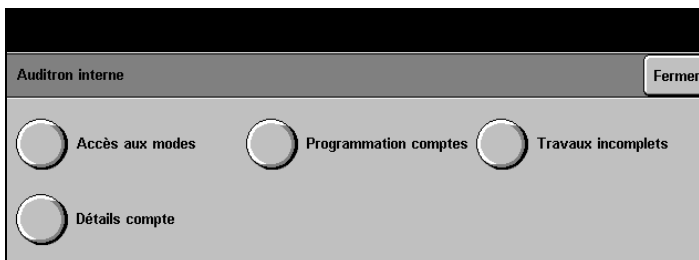 Auditron interne
Fermer
Accès aux modes
Programmation comptes
Travaux incomplets
Détails compte